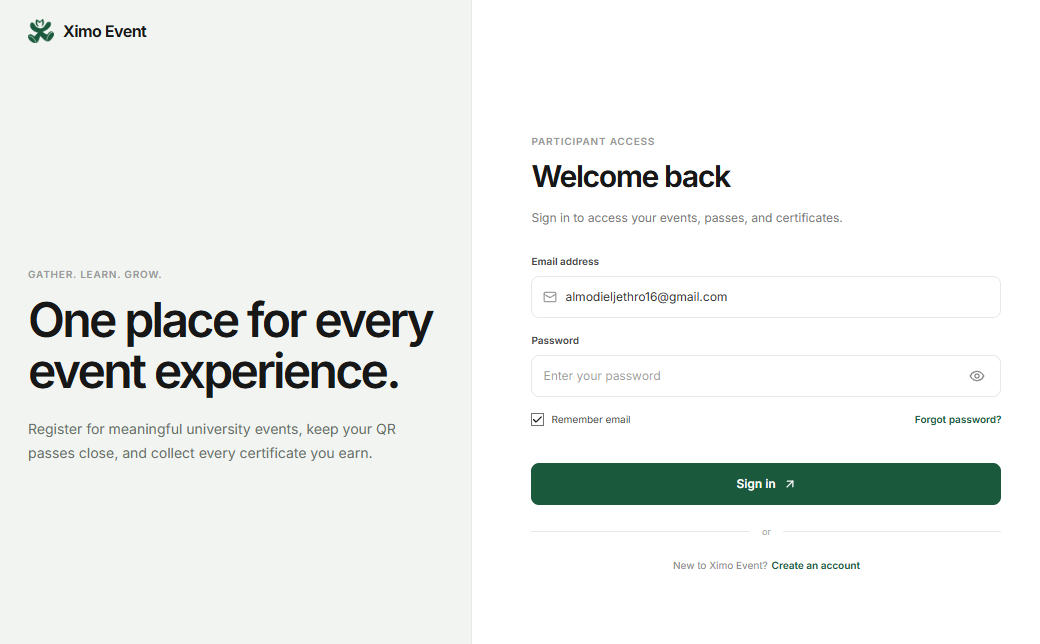 Ximo Event
GATHER. LEARN. GROW.
One place for every
event experience.
Register for meaningful university events, keep your QR
passes close, and collect every certificate you earn.
PARTICIPANT ACCESS
Welcome back
Sign in to access your events, passes, and certificates.
Email address
almodieljethro16@gmail.com
Password
Enter your password
Remember email
Forgot password?
Sign in
or
New to Ximo Event? Create an account